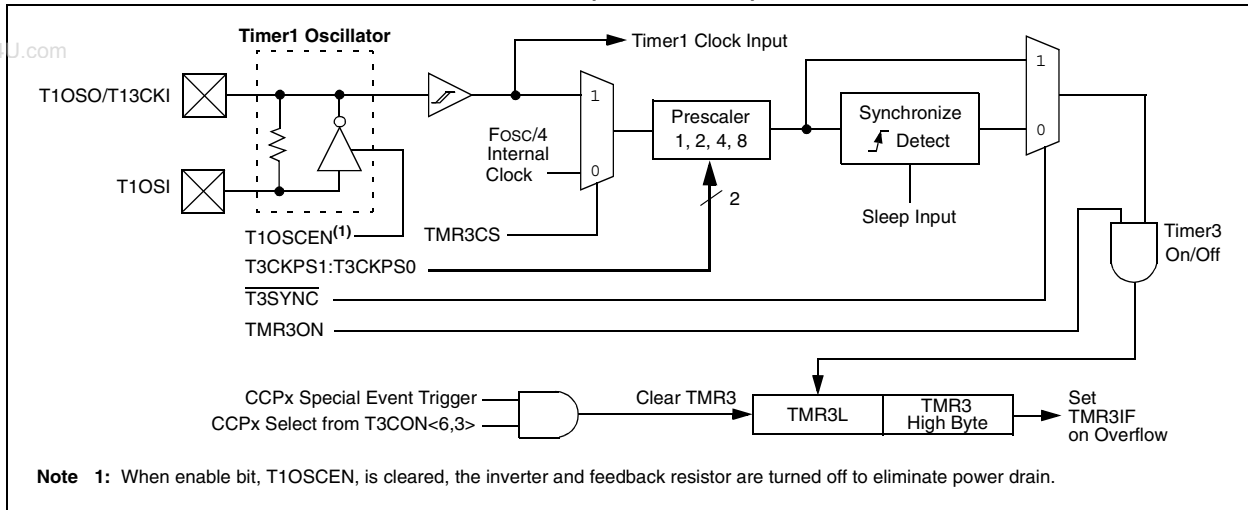 U.com
Timer1 Oscillator
Timer1 Clock Input
T1OSO/T13CKI
T1OSI
1
FOSC/4
Internal
Clock
0
Prescaler
1, 2, 4, 8
2
Synchronize
Detect
Sleep Input
1
0
T1OSCEN(1)
TMR3CS
T3CKPS1:T3CKPS0
T3SYNC
TMR3ON
Timer3
On/Off
CCPx Special Event Trigger
CCPx Select from T3CON<6,3>
Clear TMR3
TMR3L
TMR3
High Byte
Set
TMR3IF
on Overflow
Note 1: When enable bit, T1OSCEN, is cleared, the inverter and feedback resistor are turned off to eliminate power drain.